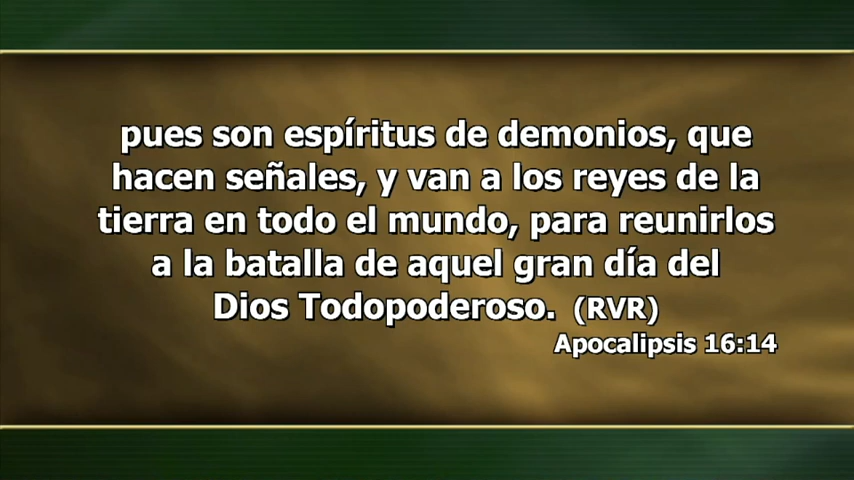 pues son espíritus de demonios, que
hacen señales, y van a los reyes de la
tierra en todo el mundo, para reunirlos
a la batalla de aquel gran día del
Dios Todopoderoso. (RVR)
Apocalipsis 16:14